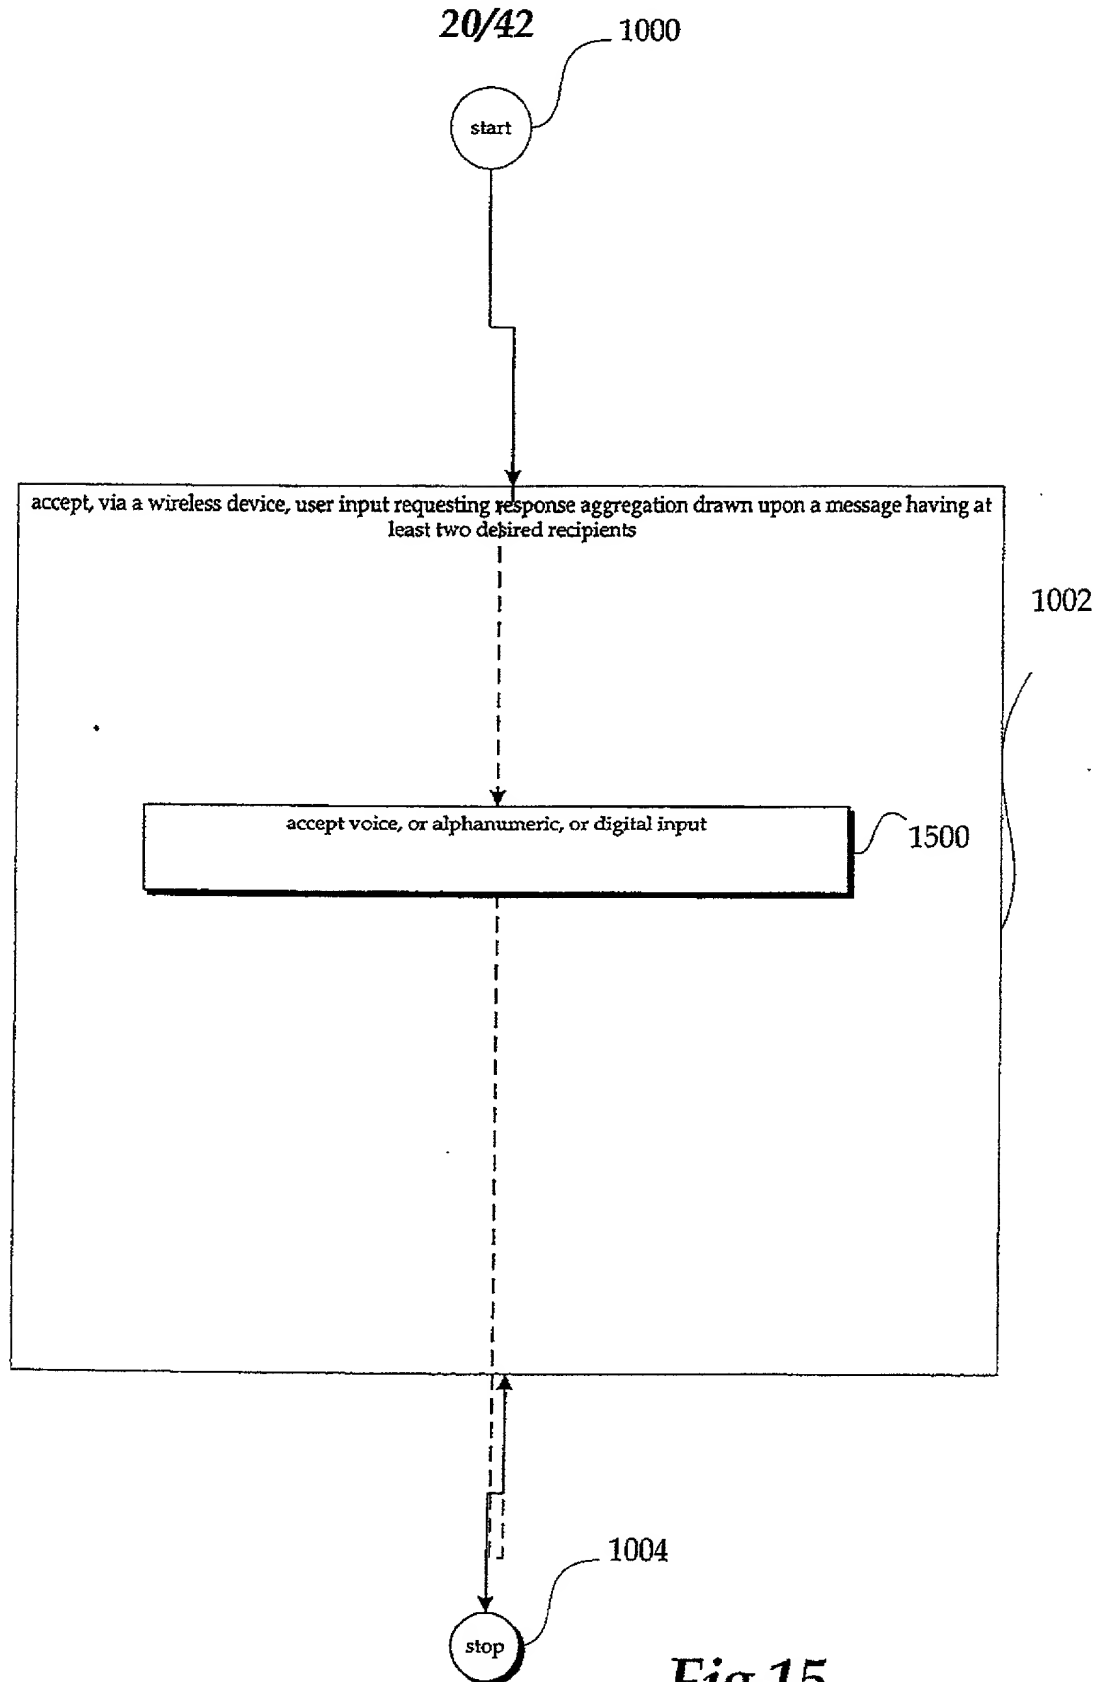 20/42
1000
start
accept, via a wireless device, user input requesting response aggregation drawn upon a message having at
least two desired recipients
1002
accept voice, or alphanumeric, or digital input
1500
1004
stop
Fig.15